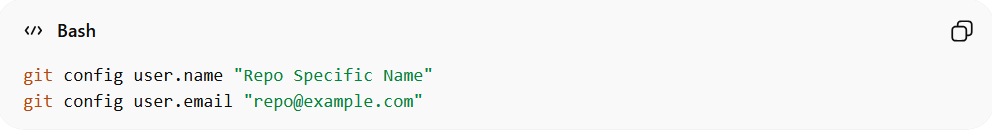 Bash
git config user.name "Repo Specific Name"
git config user.email "repo@example.com"